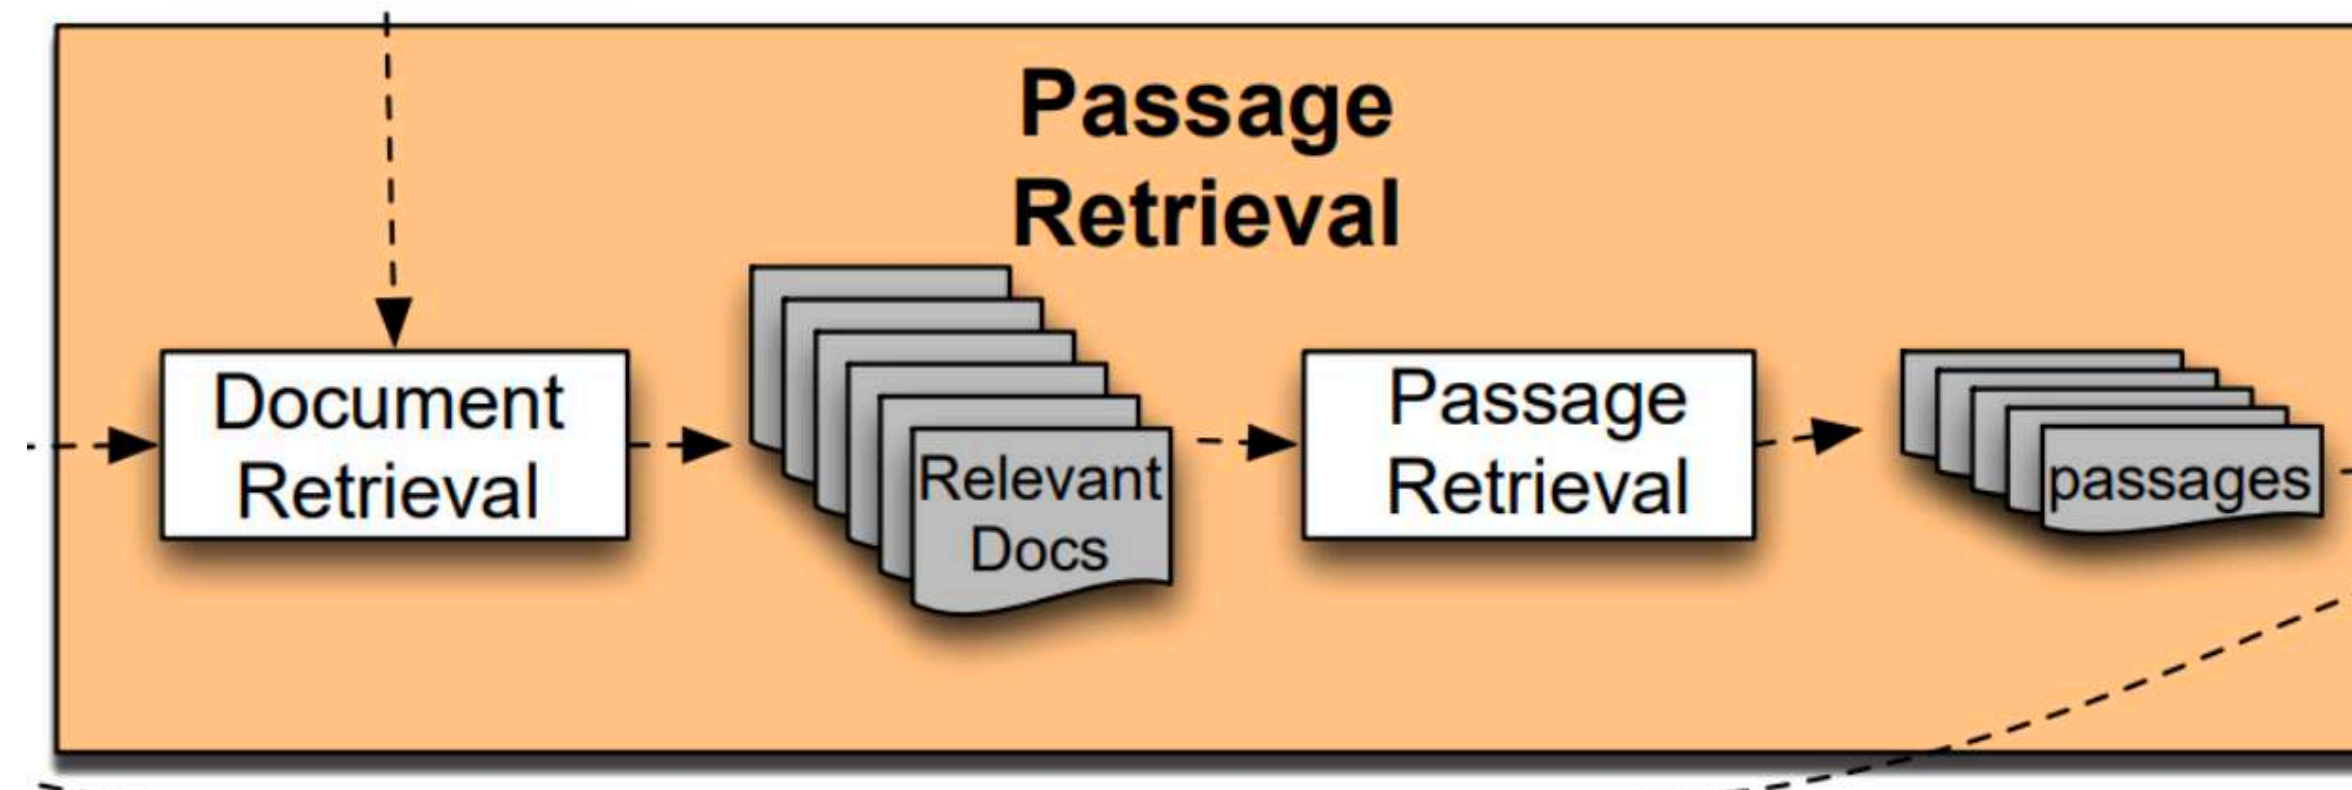 Passage
Retrieval
Document
Retrieval
Relevant
Docs
Passage
Retrieval
passages